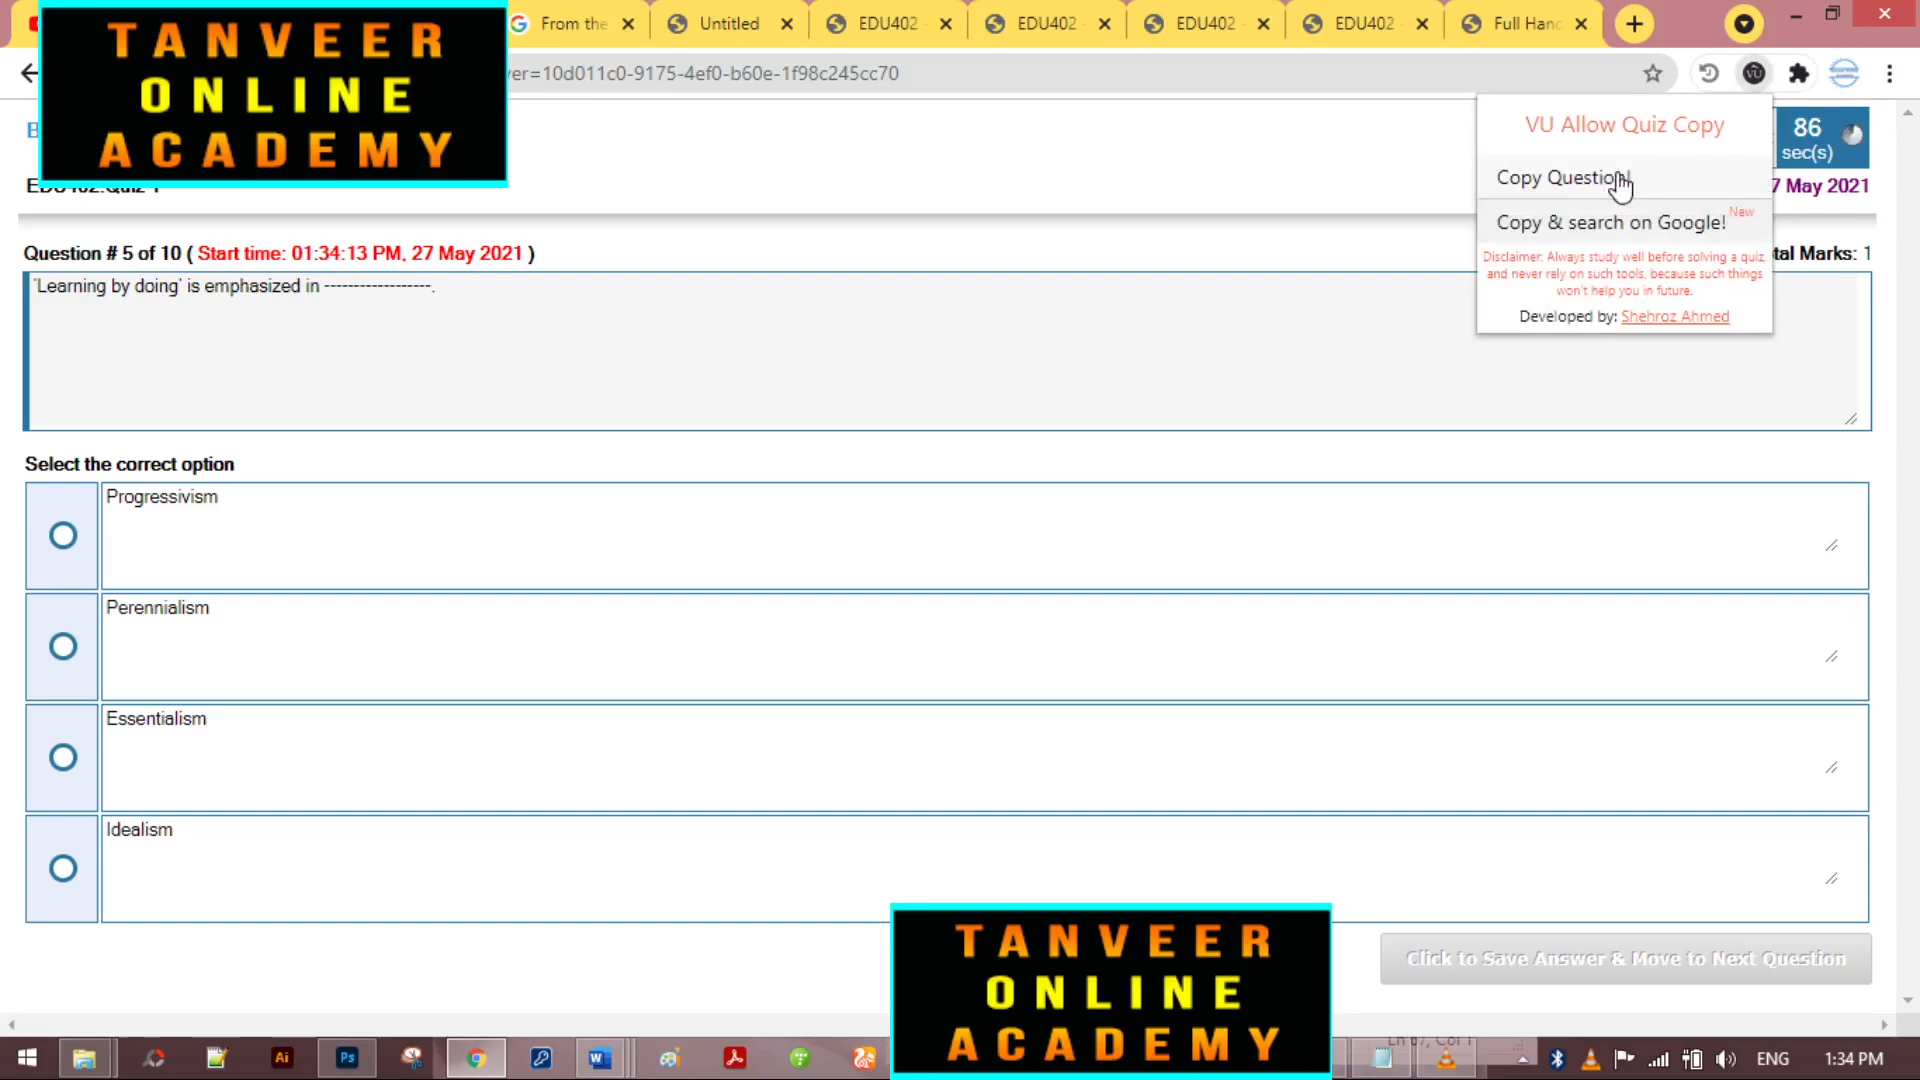 TANVEER
ONLINE
ACADEMY
From the
Untitled
EDU402
EDU402
EDU402
EDU402
Full Hand
er=10d011c0-9175-4ef0-b60e-1f98c245cc70
VU Allow Quiz Copy
Copy Question!
Copy & search on Google!
New
Disclaimer: Always study well before solving a quiz,
and never rely on such tools, because such things
won't help you in future.
Developed by: Shehroz Ahmed
86
sec(s)
7 May 2021
Question # 5 of 10 ( Start time: 01:34:13 PM, 27 May 2021 )
tal Marks: 1
'Learning by doing' is emphasized in ------------------.
Select the correct option
Progressivism
Perennialism
Essentialism
Idealism
Click to Save Answer & Move to Next Question
TANVEER
ONLINE
ACADEMY
Ai
Ps
ENG
1:34 PM